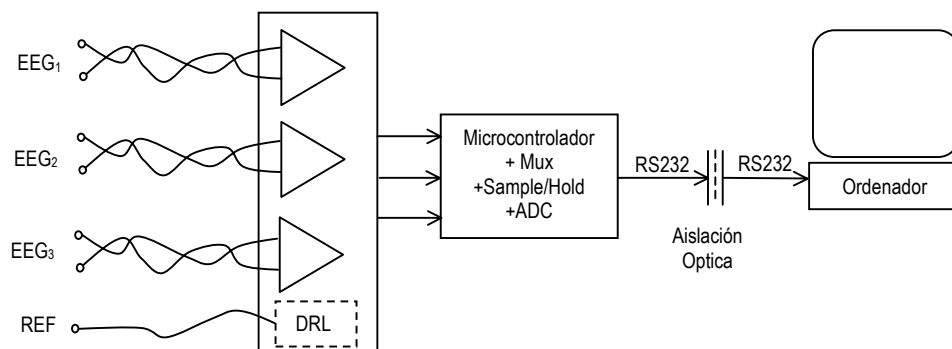 EEG₁
EEG₂
EEG₃
REF
DRL
Microcontrolador
+ Mux
+Sample/Hold
+ADC
RS232
Aislación
Optica
RS232
Ordenador